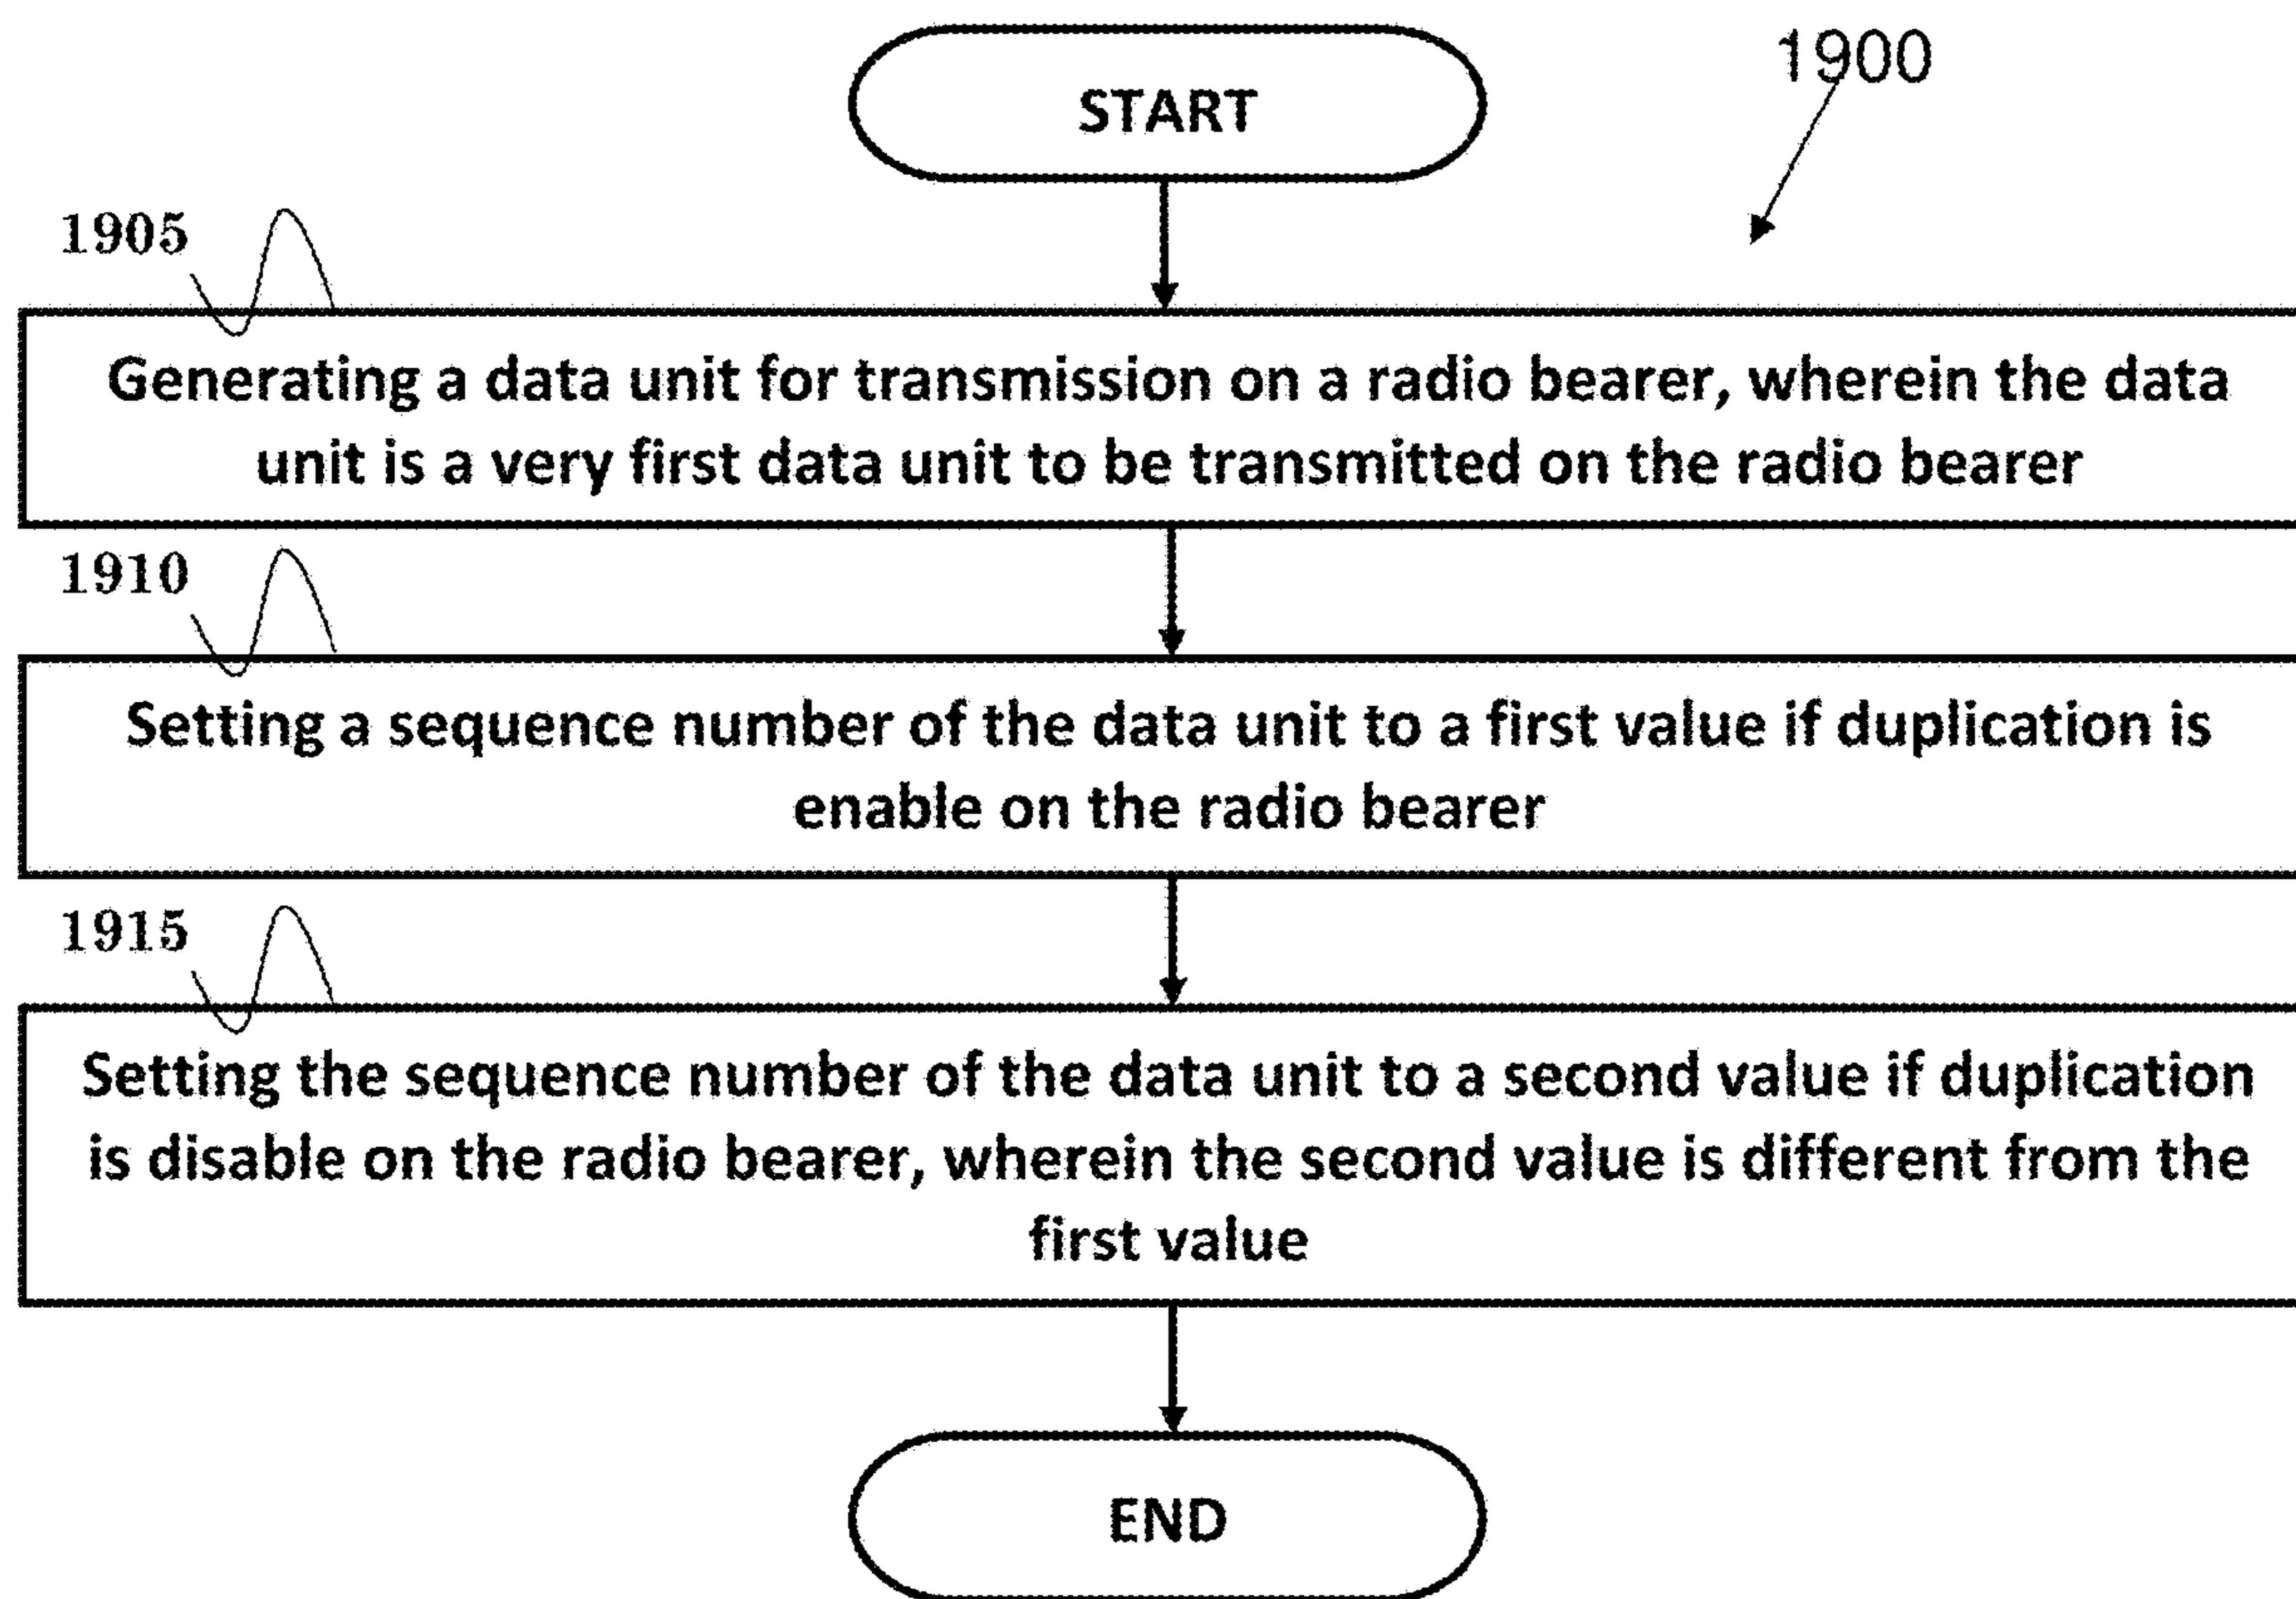 START
1900
1905
Generating a data unit for transmission on a radio bearer, wherein the data
unit is a very first data unit to be transmitted on the radio bearer
1910
Setting a sequence number of the data unit to a first value if duplication is
enable on the radio bearer
1915
Setting the sequence number of the data unit to a second value if duplication
is disable on the radio bearer, wherein the second value is different from the
first value
END